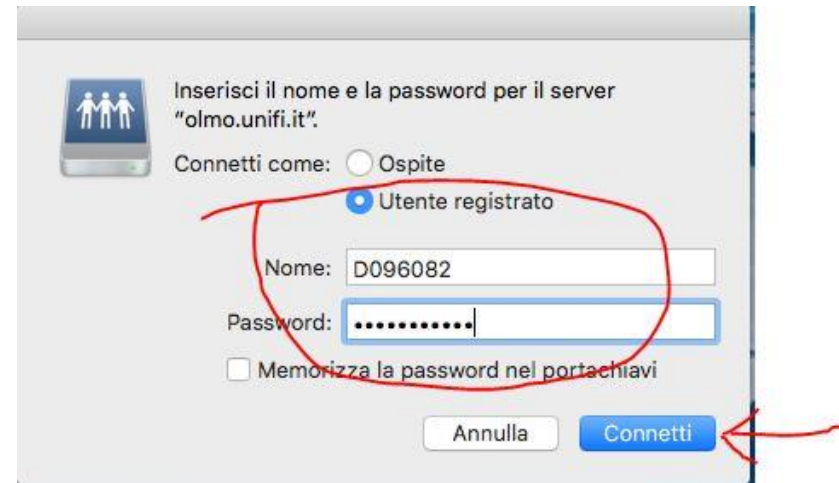 Inserisci il nome e la password per il server
"olmo.unifi.it".
Connetti come: Ospite
Utente registrato
Nome: D096082
Password: •••••••••••
Memorizza la password nel portachiavi
Annulla Connetti